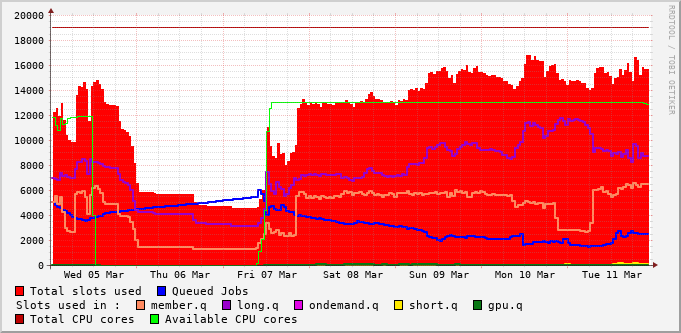 RRDTOOL / TOBI OETIKER
20000
18000
16000
14000
12000
10000
8000
6000
4000
2000
0
Wed 05 Mar Thu 06 Mar Fri 07 Mar Sat 08 Mar Sun 09 Mar Mon 10 Mar Tue 11 Mar
Total slots used Queued Jobs
Slots used in : member.q long.q ondemand.q short.q gpu.q
Total CPU cores Available CPU cores